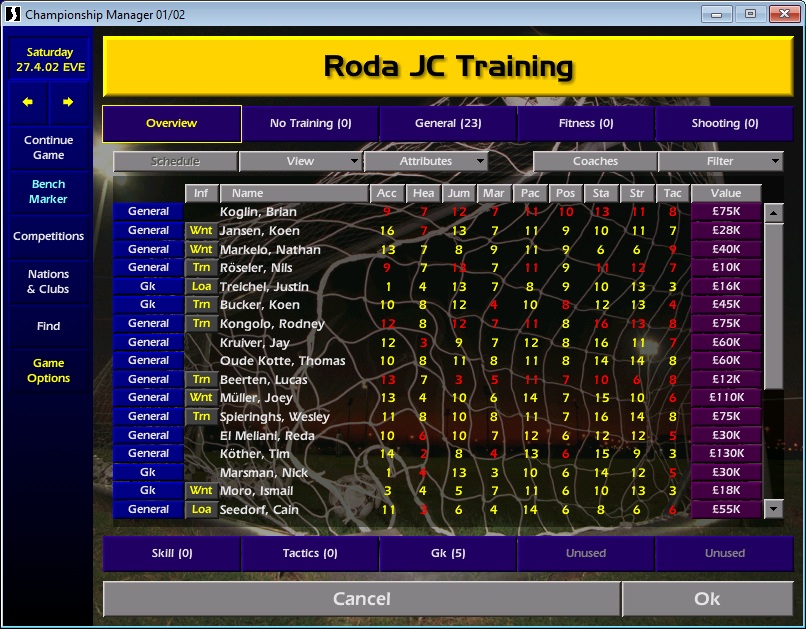 Championship Manager 01/02
Saturday
27.4.02 EVE
Continue
Game
Bench
Marker
Competitions
Nations
& Clubs
Find
Game
Options
Roda JC Training
Overview No Training (0) General (23) Fitness (0) Shooting (0)
Schedule View Attributes Coaches Filter
Inf Name Acc Hea Jum Mar Pac Pos Sta Str Tac Value
General Koglin, Brian 9 7 12 7 11 10 13 11 8 £75K
General Wnt Jansen, Koen 16 7 13 7 11 9 10 11 7 £28K
General Wnt Markelo, Nathan 13 7 8 9 11 9 6 6 9 £40K
General Trn Röseler, Nils 9 7 7 11 9 11 12 7 £10K
Gk Loa Treichel, Justin 1 4 13 7 8 9 10 13 3 £16K
Gk Trn Bucker, Koen 10 8 12 4 10 8 12 13 4 £45K
General Trn Kongolo, Rodney 12 8 12 7 11 8 16 13 8 £75K
General Kruiver, Jay 12 3 9 7 12 8 16 11 7 £60K
General Oude Kotte, Thomas 10 8 11 8 11 8 14 14 8 £60K
General Trn Beerten, Lucas 13 7 3 5 11 7 10 6 8 £12K
General Wnt Müller, Joey 13 4 10 6 14 7 15 10 6 £110K
General Trn Spieringhs, Wesley 11 8 10 8 11 7 16 14 8 £75K
General El Meliani, Reda 10 6 10 7 12 6 12 12 5 £30K
General Köther, Tim 14 2 8 4 13 6 15 9 3 £130K
Gk Marsman, Nick 1 4 13 3 10 6 14 12 5 £30K
Gk Wnt Moro, Ismail 3 4 5 7 11 6 10 13 3 £18K
General Loa Seedorf, Cain 11 3 6 4 14 6 8 6 6 £55K
Skill (0) Tactics (0) Gk (5) Unused Unused
Cancel Ok